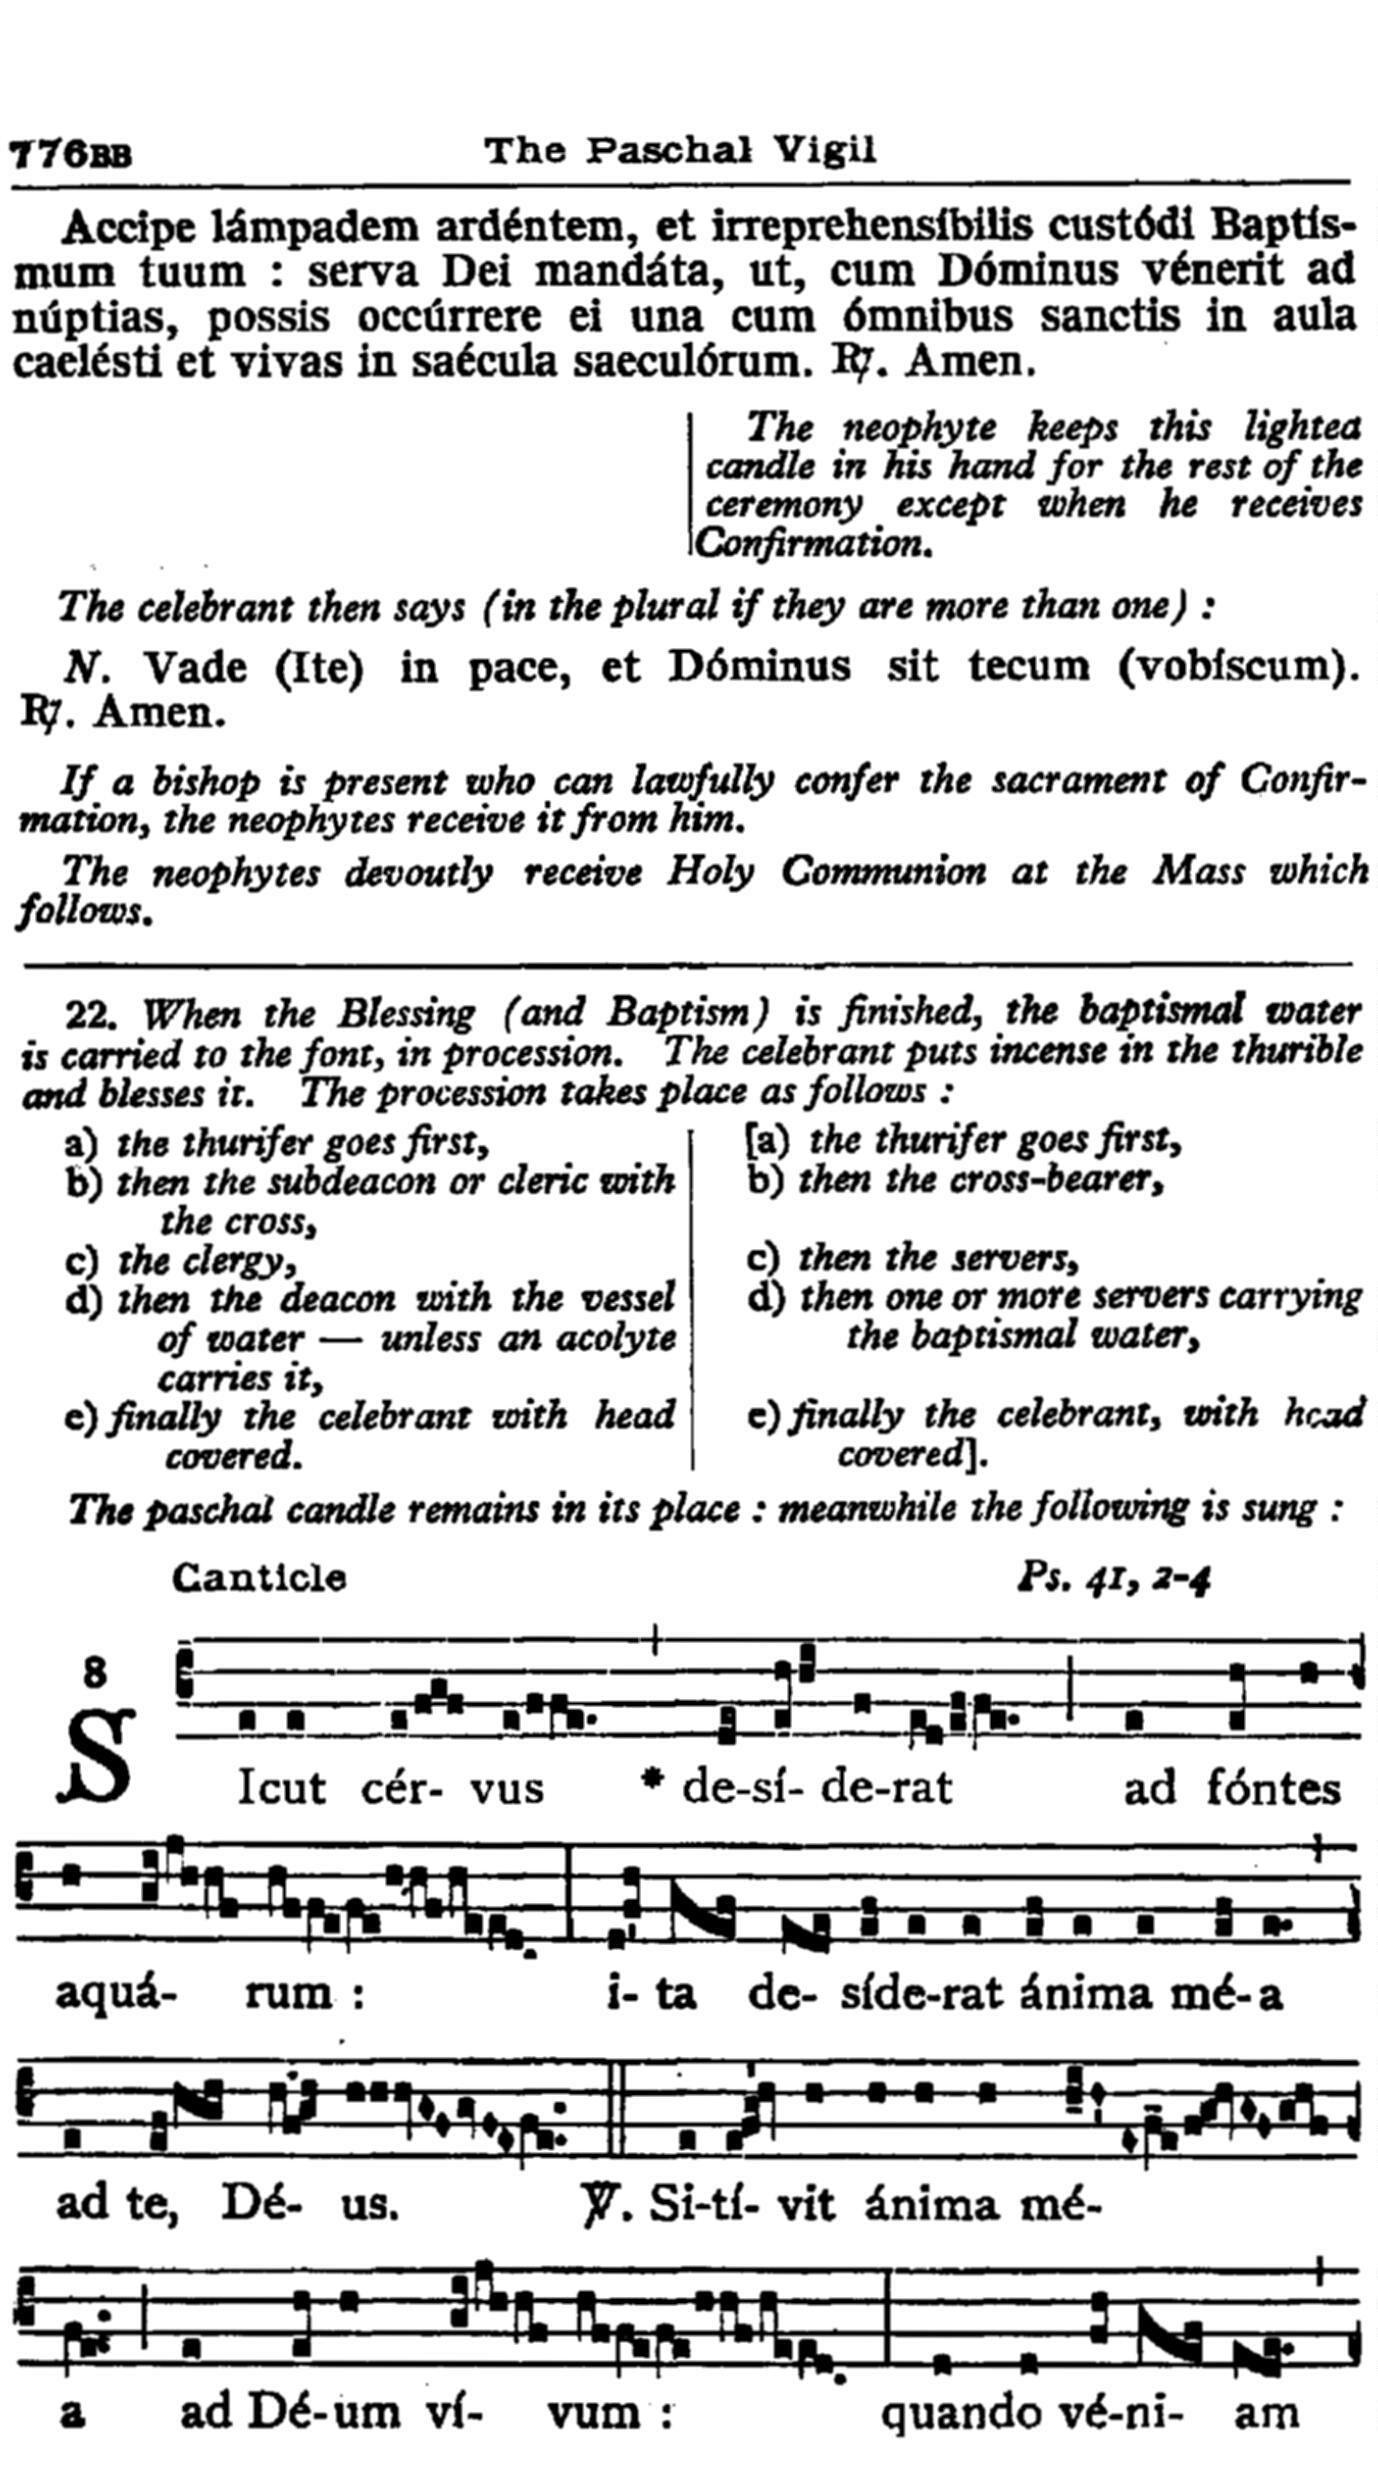 776BB The Paschal Vigil
Accipe lámpadem ardéntem, et irreprehensíbilis custódi Baptís-
mum tuum : serva Dei mandáta, ut, cum Dóminus vénerit ad
núptias, possis occúrrere ei una cum ómnibus sanctis in aula
caelésti et vivas in saécula saeculórum. ℟. Amen.
The neophyte keeps this lighted
candle in his hand for the rest of the
ceremony except when he receives
Confirmation.
The celebrant then says (in the plural if they are more than one) :
N. Vade (Ite) in pace, et Dóminus sit tecum (vobíscum).
℟. Amen.
If a bishop is present who can lawfully confer the sacrament of Confir-
mation, the neophytes receive it from him.
The neophytes devoutly receive Holy Communion at the Mass which
follows.
22. When the Blessing (and Baptism) is finished, the baptismal water
is carried to the font, in procession. The celebrant puts incense in the thurible
and blesses it. The procession takes place as follows :
a) the thurifer goes first,
b) then the subdeacon or cleric with
the cross,
c) the clergy,
d) then the deacon with the vessel
of water — unless an acolyte
carries it,
e) finally the celebrant with head
covered.
[a) the thurifer goes first,
b) then the cross-bearer,
c) then the servers,
d) then one or more servers carrying
the baptismal water,
e) finally the celebrant, with head
covered].
The paschal candle remains in its place : meanwhile the following is sung :
Canticle Ps. 41, 2-4
8
SIcut cér- vus * de-sí- de-rat ad fóntes
aquá- rum : i- ta de- síde-rat ánima mé-a
ad te, Dé- us. ℣. Si-tí- vit ánima mé-
a ad Dé-um ví- vum : quando vé-ni- am